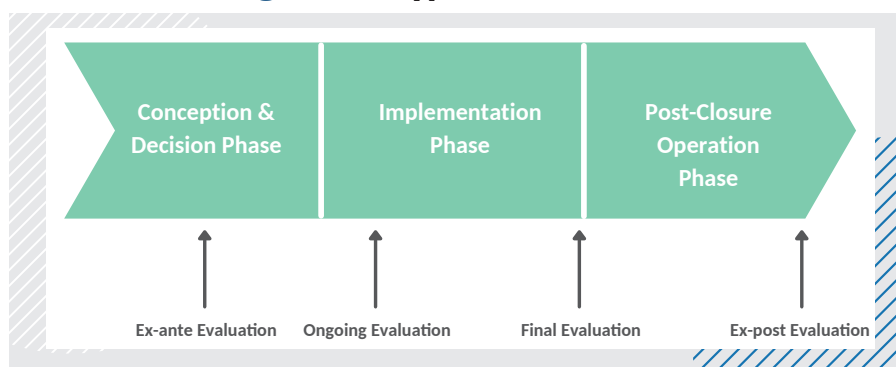 Conception &
Decision Phase
Implementation
Phase
Post-Closure
Operation
Phase
Ex-ante Evaluation
Ongoing Evaluation
Final Evaluation
Ex-post Evaluation